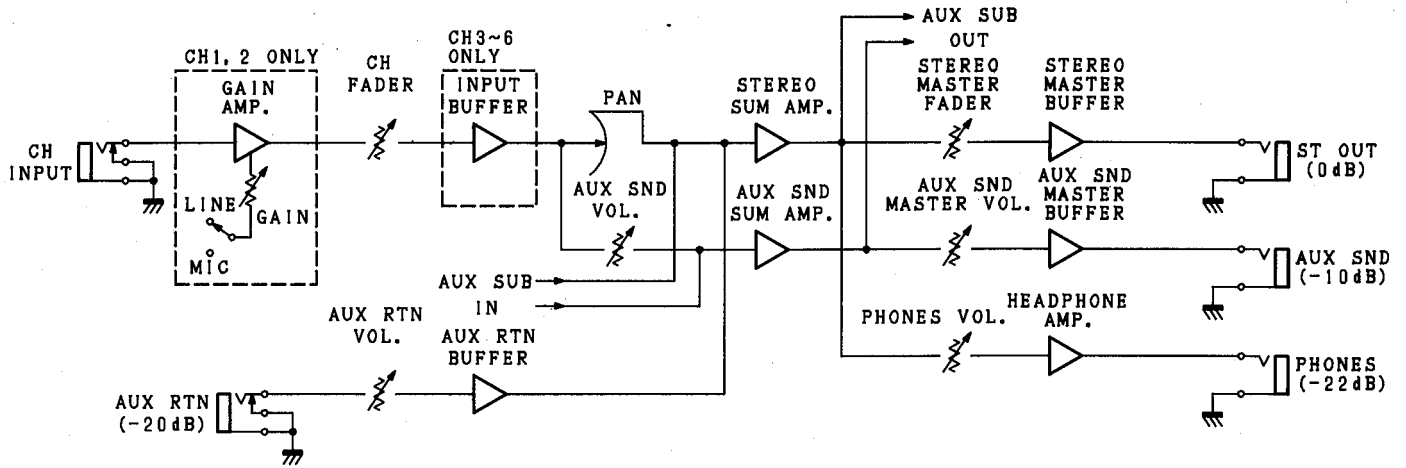 CH1, 2 ONLY
GAIN
AMP.
CH
FADER
CH3~6
ONLY
INPUT
BUFFER
PAN
STEREO
SUM AMP.
AUX SUB
OUT
STEREO
MASTER
FADER
STEREO
MASTER
BUFFER
CH
INPUT
LINE
GAIN
MIC
AUX SND
VOL.
AUX SND
SUM AMP.
AUX SND
MASTER VOL.
AUX SND
MASTER
BUFFER
ST OUT
(0dB)
AUX SUB
IN
AUX SND
(-10dB)
AUX RTN
VOL.
AUX RTN
BUFFER
PHONES VOL.
HEADPHONE
AMP.
PHONES
(-22dB)
AUX RTN
(-20dB)